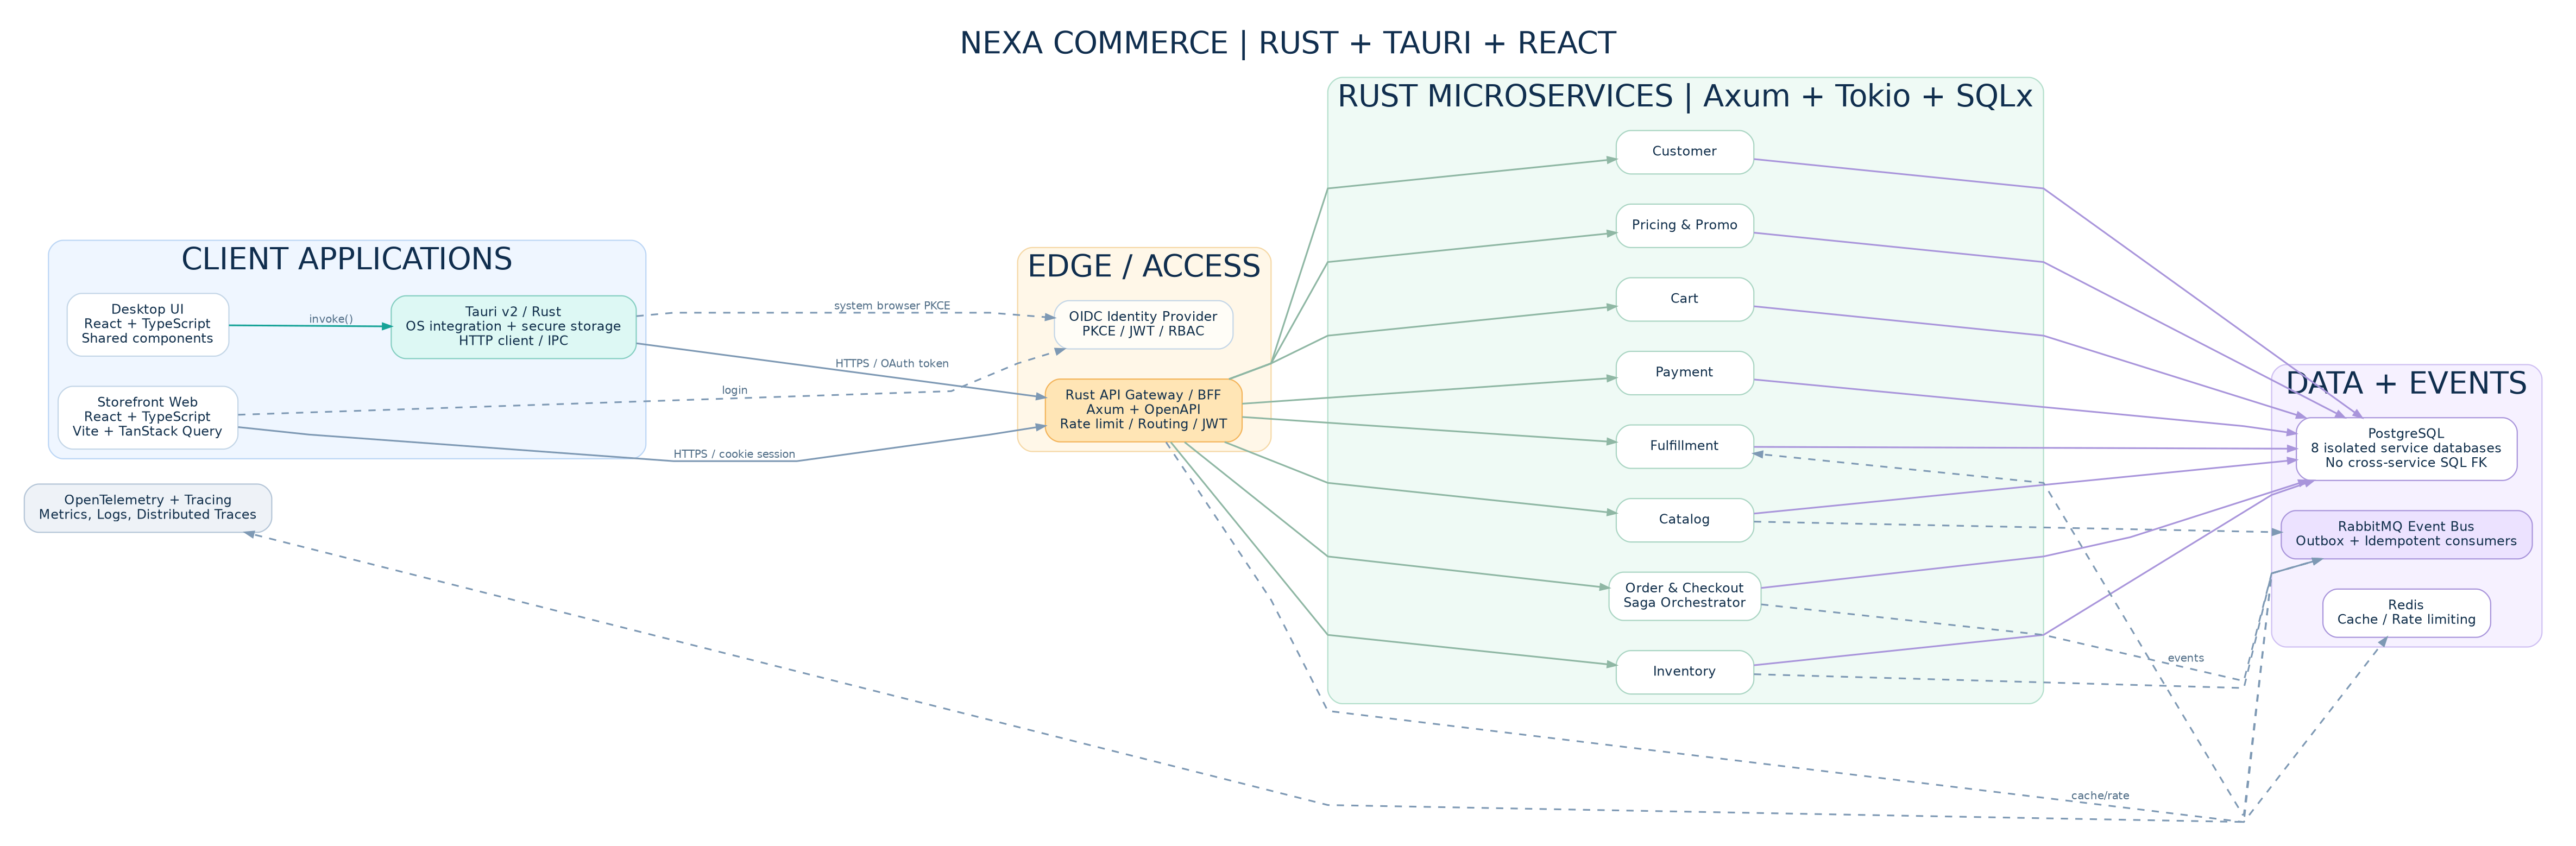 NEXA COMMERCE | RUST + TAURI + REACT
CLIENT APPLICATIONS
Desktop UI
React + TypeScript
Shared components
invoke()
Tauri v2 / Rust
OS integration + secure storage
HTTP client / IPC
Storefront Web
React + TypeScript
Vite + TanStack Query
OpenTelemetry + Tracing
Metrics, Logs, Distributed Traces
system browser PKCE
HTTPS / OAuth token
login
HTTPS / cookie session
EDGE / ACCESS
OIDC Identity Provider
PKCE / JWT / RBAC
Rust API Gateway / BFF
Axum + OpenAPI
Rate limit / Routing / JWT
RUST MICROSERVICES | Axum + Tokio + SQLx
Customer
Pricing & Promo
Cart
Payment
Fulfillment
Catalog
Order & Checkout
Saga Orchestrator
Inventory
events
cache/rate
DATA + EVENTS
PostgreSQL
8 isolated service databases
No cross-service SQL FK
RabbitMQ Event Bus
Outbox + Idempotent consumers
Redis
Cache / Rate limiting